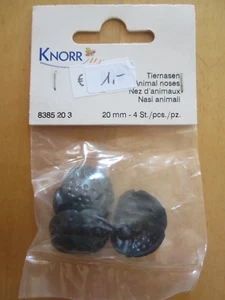 KNORR
€ 1,-
Tiernasen
Animal noses
Nez d'animaux
Nasi animali
8385 20 3
20 mm - 4 St./pcs./pz.